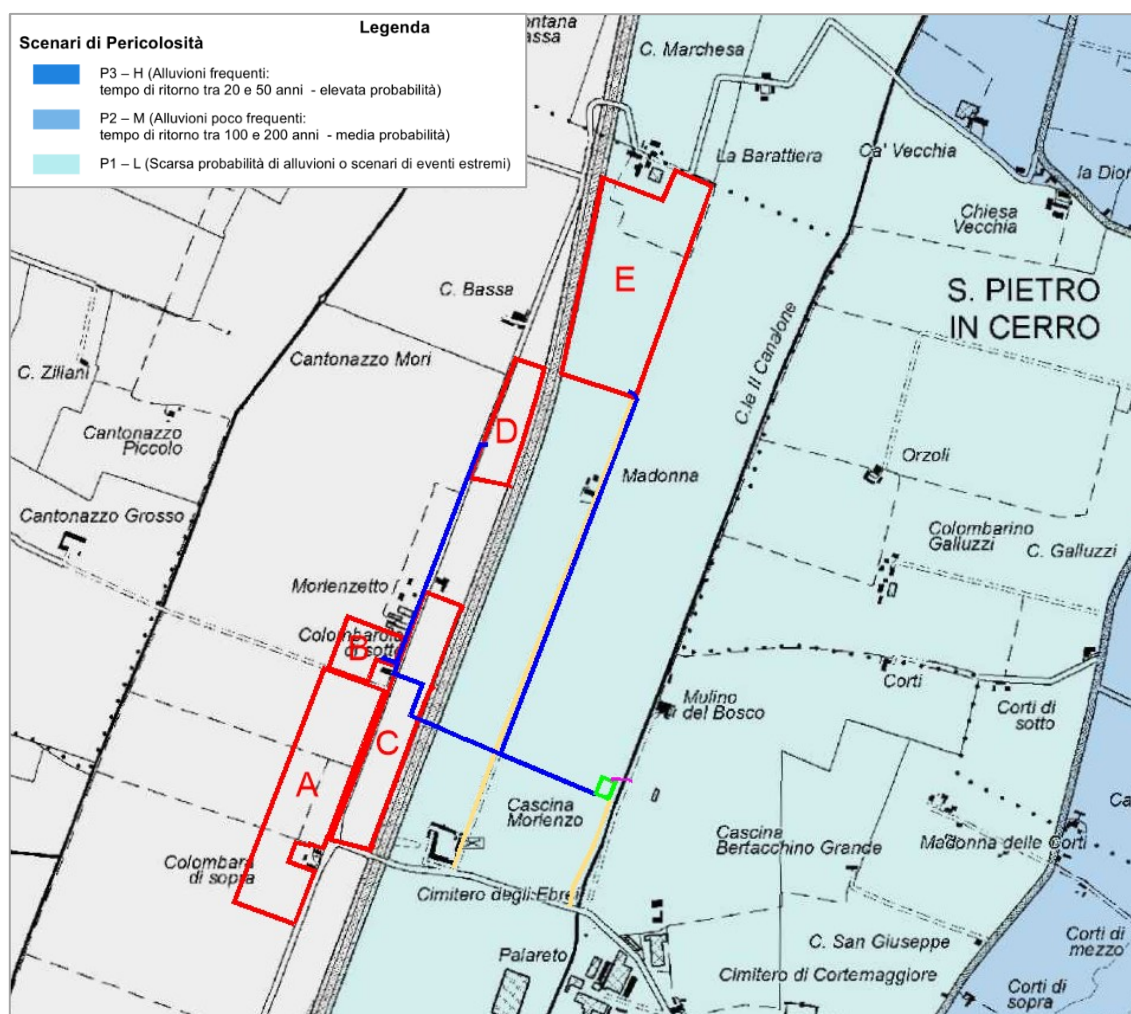 Legenda
Scenari di Pericolosità
P3 – H (Alluvioni frequenti:
tempo di ritorno tra 20 e 50 anni - elevata probabilità)
P2 – M (Alluvioni poco frequenti:
tempo di ritorno tra 100 e 200 anni - media probabilità)
P1 – L (Scarsa probabilità di alluvioni o scenari di eventi estremi)
C. Marchesa
La Barattiera
Ca' Vecchia
Chiesa
Vecchia
E
S. PIETRO
IN CERRO
C. Bassa
Cantonazzo Mori
C. Ziliani
C.le Il Canalone
Cantonazzo
Piccolo
D
Madonna
Orzoli
Cantonazzo Grosso
Colombarino
Galluzzi
C. Galluzzi
Morienzetto
Colombarola
di sotto
B
Corti
Corti di
sotto
Mulino
del Bosco
C
A
Cascina
Morienzo
Cascina
Bertacchino Grande
Madonna delle Corti
Colombara
di sopra
Cimitero degli Ebrei
Palareto
C. San Giuseppe
Corti di
mezzo
Cimitero di Cortemaggiore
Corti di
sopra